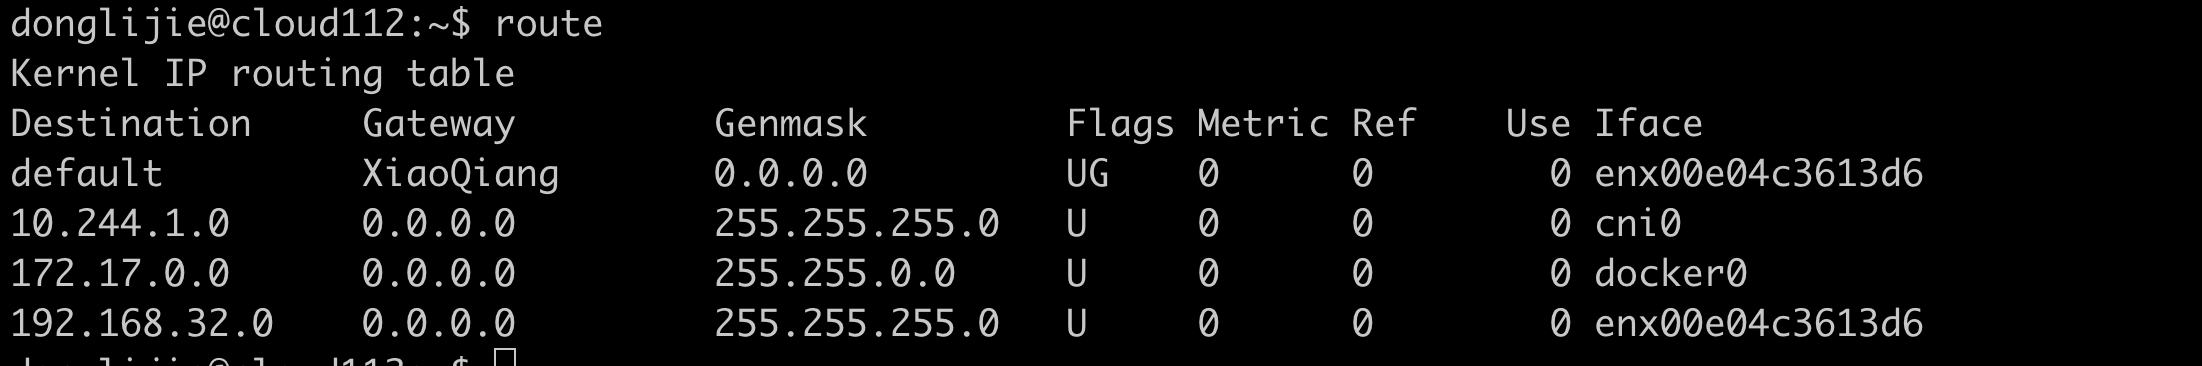 donglijie@cloud112:~$ route
Kernel IP routing table
Destination     Gateway         Genmask         Flags Metric Ref    Use Iface
default         XiaoQiang       0.0.0.0         UG    0      0        0 enx00e04c3613d6
10.244.1.0      0.0.0.0         255.255.255.0   U     0      0        0 cni0
172.17.0.0      0.0.0.0         255.255.0.0     U     0      0        0 docker0
192.168.32.0    0.0.0.0         255.255.255.0   U     0      0        0 enx00e04c3613d6